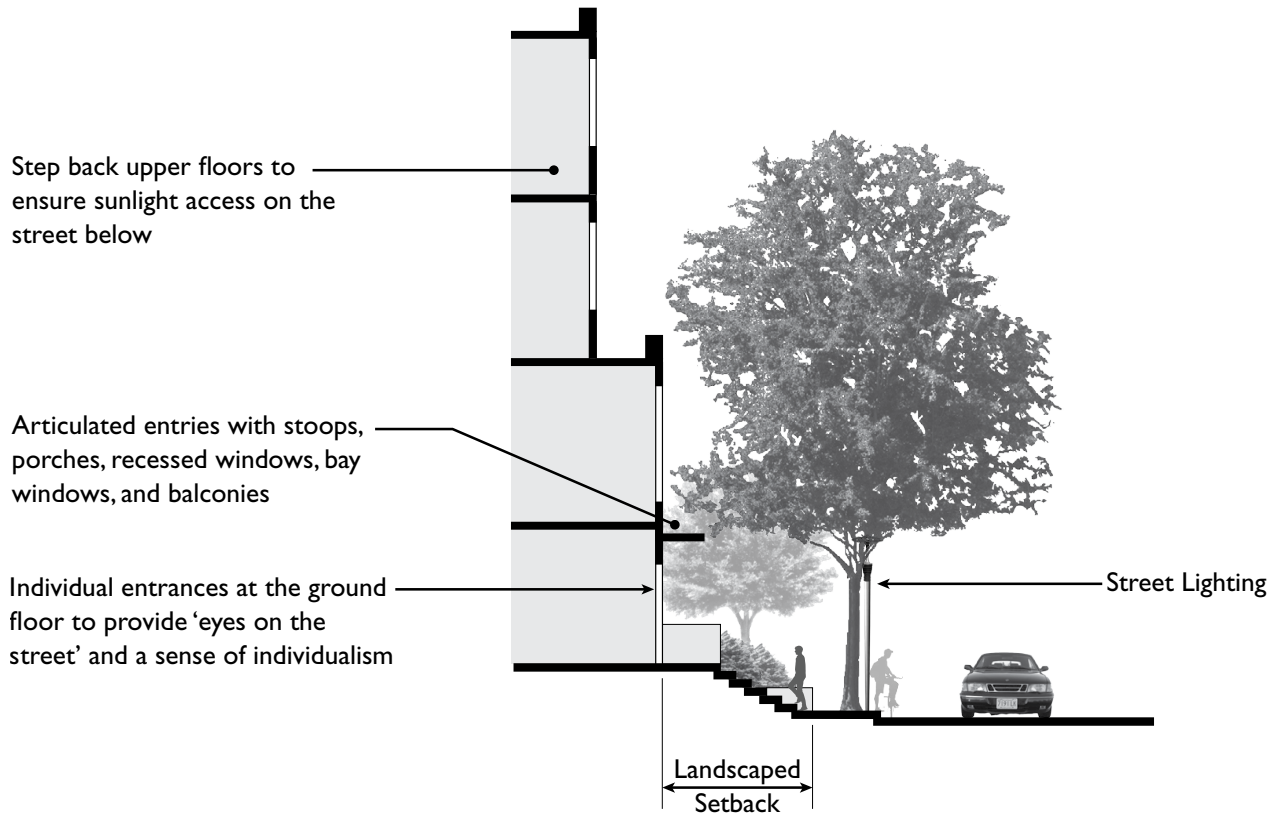 Step back upper floors to
ensure sunlight access on the
street below
Articulated entries with stoops,
porches, recessed windows, bay
windows, and balconies
Individual entrances at the ground
floor to provide ‘eyes on the
street’ and a sense of individualism
Street Lighting
Landscaped
Setback